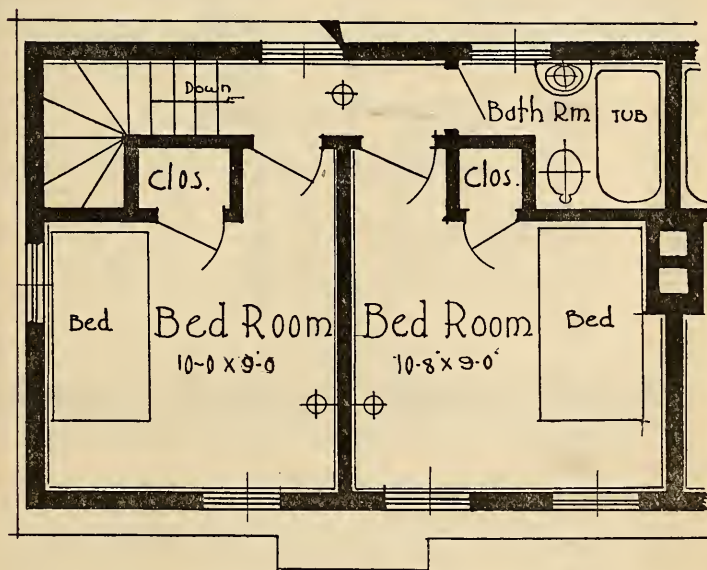 Down
Bath Rm
TUB
Clos.
Clos.
Bed
Bed Room
10-0 X 9'-0
Bed Room
10-8" X 9-0"
Bed